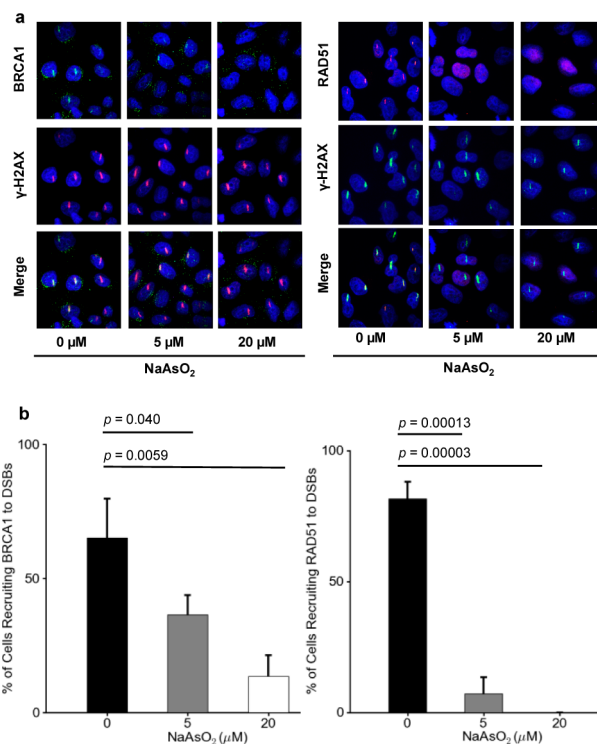 a
BRCA1
γ-H2AX
Merge
0 µM 5 µM 20 µM
NaAsO2
RAD51
γ-H2AX
Merge
0 µM 5 µM 20 µM
NaAsO2
b
p = 0.040
p = 0.0059
% of Cells Recruiting BRCA1 to DSBs
100
50
0
0 5 20
NaAsO2 (µM)
p = 0.00013
p = 0.00003
% of Cells Recruiting RAD51 to DSBs
100
50
0
0 5 20
NaAsO2 (µM)